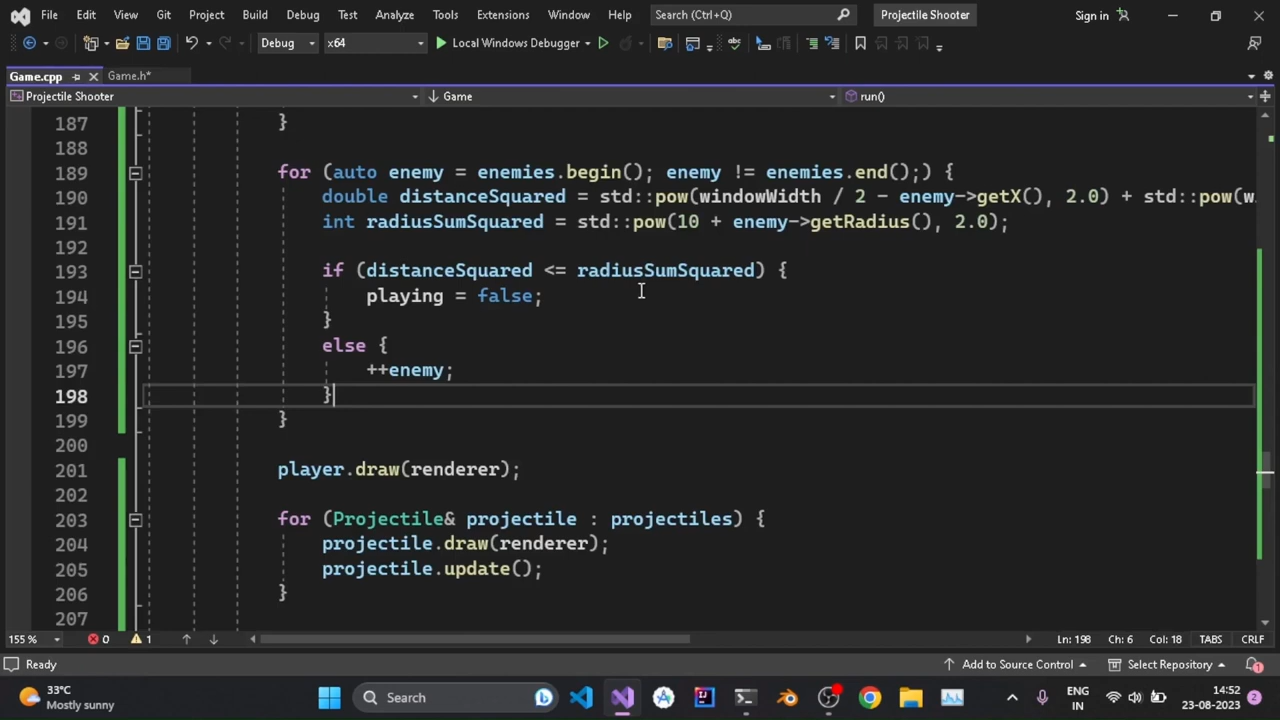 File Edit View Git Project Build Debug Test Analyze Tools Extensions Window Help Search (Ctrl+Q) Projectile Shooter Sign in
Debug x64 Local Windows Debugger
Game.cpp Game.h*
Projectile Shooter Game run()
187 }
188
189 for (auto enemy = enemies.begin(); enemy != enemies.end();) {
190 double distanceSquared = std::pow(windowWidth / 2 - enemy->getX(), 2.0) + std::pow(wi
191 int radiusSumSquared = std::pow(10 + enemy->getRadius(), 2.0);
192
193 if (distanceSquared <= radiusSumSquared) {
194 playing = false;
195 }
196 else {
197 ++enemy;
198 }
199 }
200
201 player.draw(renderer);
202
203 for (Projectile& projectile : projectiles) {
204 projectile.draw(renderer);
205 projectile.update();
206 }
207
155 % 0 1 Ln: 198 Ch: 6 Col: 18 TABS CRLF
Ready Add to Source Control Select Repository 2
33°C
Mostly sunny
Search
ENG
IN
14:52
23-08-2023
2